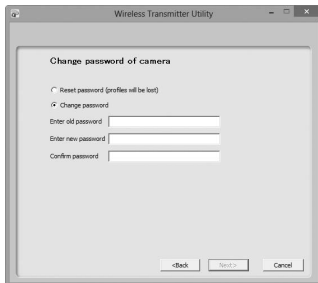 Wireless Transmitter Utility
Change password of camera
Reset password (profiles will be lost)
Change password
Enter old password
Enter new password
Confirm password
<Back Next > Cancel